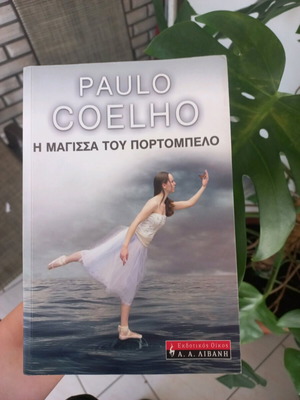 PAULO
COELHO
Η ΜΑΓΙΣΣΑ ΤΟΥ ΠΟΡΤΟΜΠΕΛΟ
Εκδοτικός Οίκος
Α. Α. ΛΙΒΑΝΗ